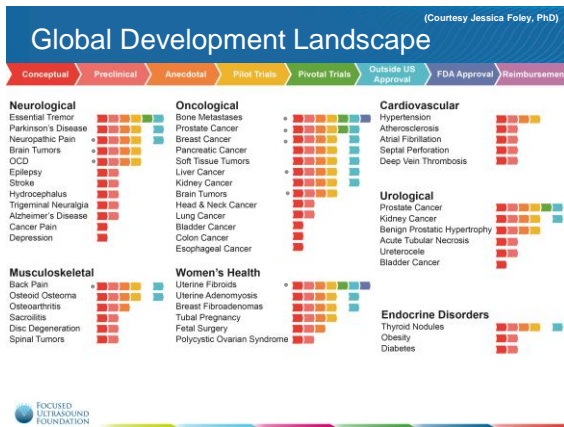 (Courtesy Jessica Foley, PhD)
Global Development Landscape
Conceptual
Preclinical
Anecdotal
Pilot Trials
Pivotal Trials
Outside US
Approval
FDA Approval
Reimbursemen
Neurological
Essential Tremor
Parkinson's Disease
Neuropathic Pain
Brain Tumors
OCD
Epilepsy
Stroke
Hydrocephalus
Trigeminal Neuralgia
Alzheimer's Disease
Cancer Pain
Depression
Musculoskeletal
Back Pain
Osteoid Osteoma
Osteoarthritis
Sacroilitis
Disc Degeneration
Spinal Tumors
Oncological
Bone Metastases
Prostate Cancer
Breast Cancer
Pancreatic Cancer
Soft Tissue Tumors
Liver Cancer
Kidney Cancer
Brain Tumors
Head & Neck Cancer
Lung Cancer
Bladder Cancer
Colon Cancer
Esophageal Cancer
Women's Health
Uterine Fibroids
Uterine Adenomyosis
Breast Fibroadenomas
Tubal Pregnancy
Fetal Surgery
Polycystic Ovarian Syndrome
Cardiovascular
Hypertension
Atherosclerosis
Atrial Fibrillation
Septal Perforation
Deep Vein Thrombosis
Urological
Prostate Cancer
Kidney Cancer
Benign Prostatic Hypertrophy
Acute Tubular Necrosis
Ureterocele
Bladder Cancer
Endocrine Disorders
Thyroid Nodules
Obesity
Diabetes
FOCUSED
ULTRASOUND
FOUNDATION